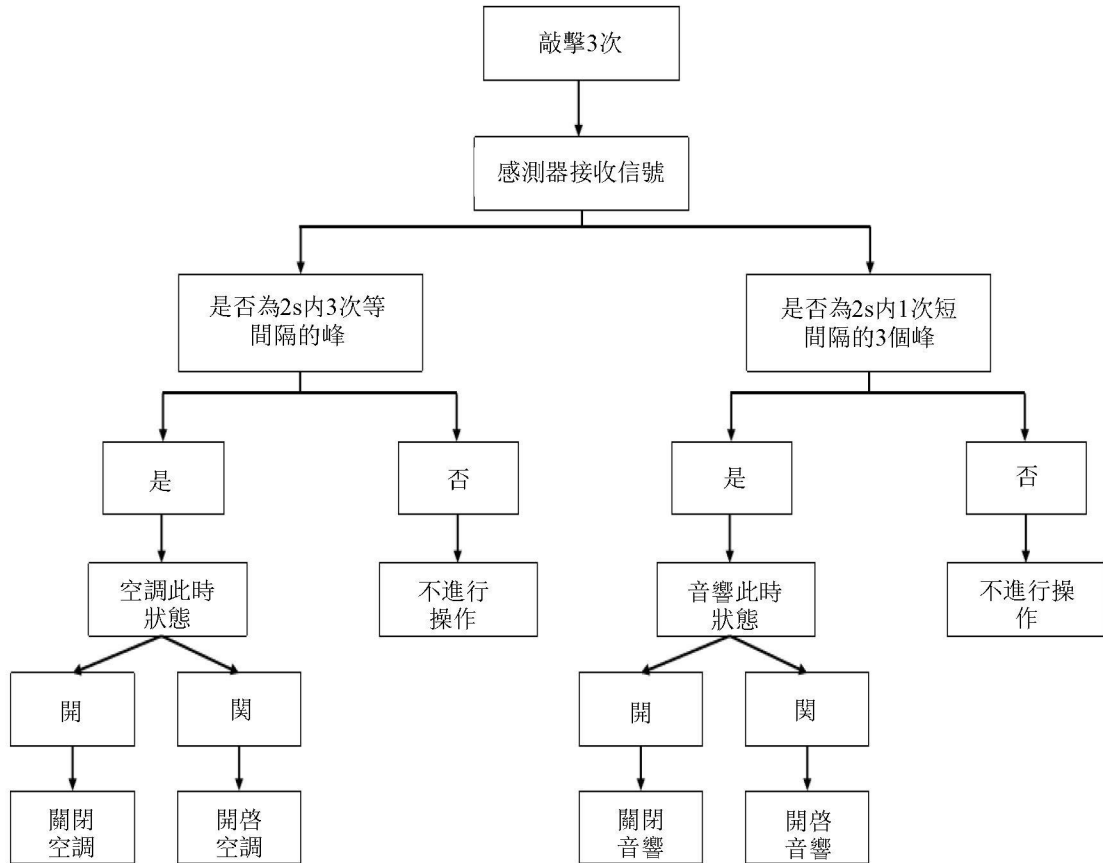 敲擊3次
感測器接收信號
是否為2s内3次等
間隔的峰
是否為2s内1次短
間隔的3個峰
是
否
是
否
空調此時
狀態
不進行
操作
音響此時
狀態
不進行操
作
開
関
開
関
關閉
空調
開啓
空調
關閉
音響
開啓
音響